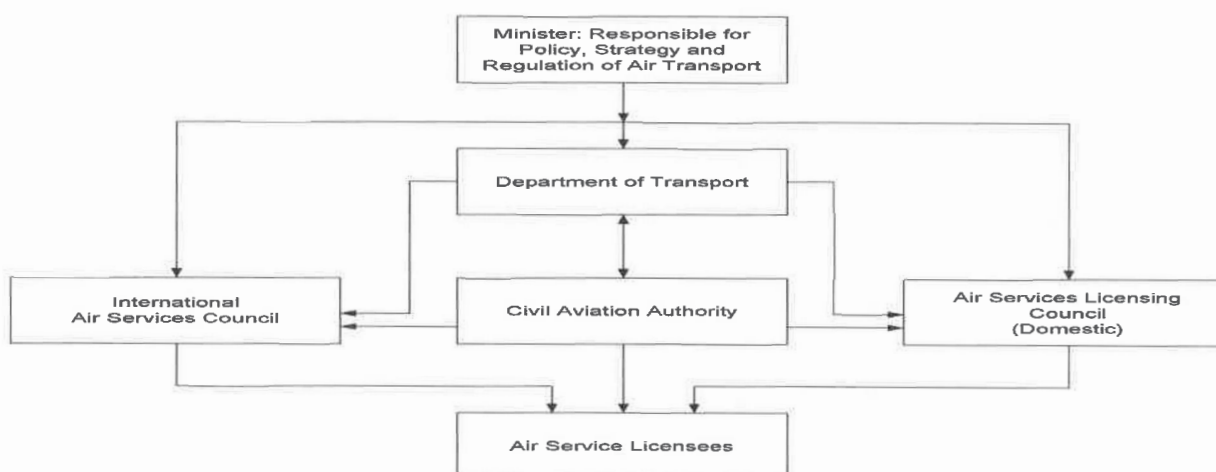 Minister: Responsible for
Policy, Strategy and
Regulation of Air Transport
Department of Transport
International
Air Services Council
Civil Aviation Authority
Air Services Licensing
Council
(Domestic)
Air Service Licensees